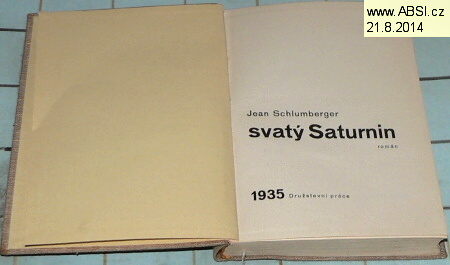 www.ABSI.cz
21.8.2014
Jean Schlumberger
svatý Saturnin
román
1935 Družstevní práce